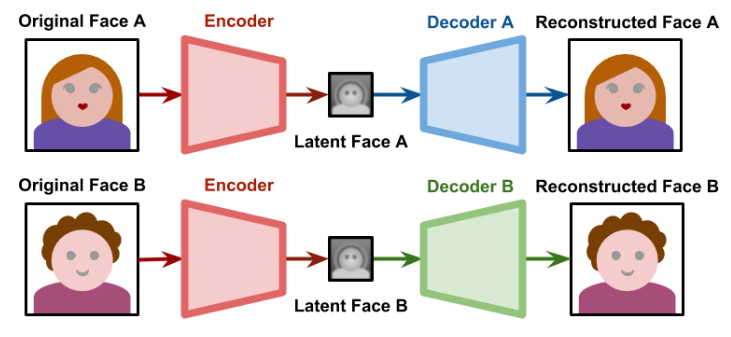 Original Face A
Encoder
Decoder A
Reconstructed Face A
Latent Face A
Original Face B
Encoder
Decoder B
Reconstructed Face B
Latent Face B